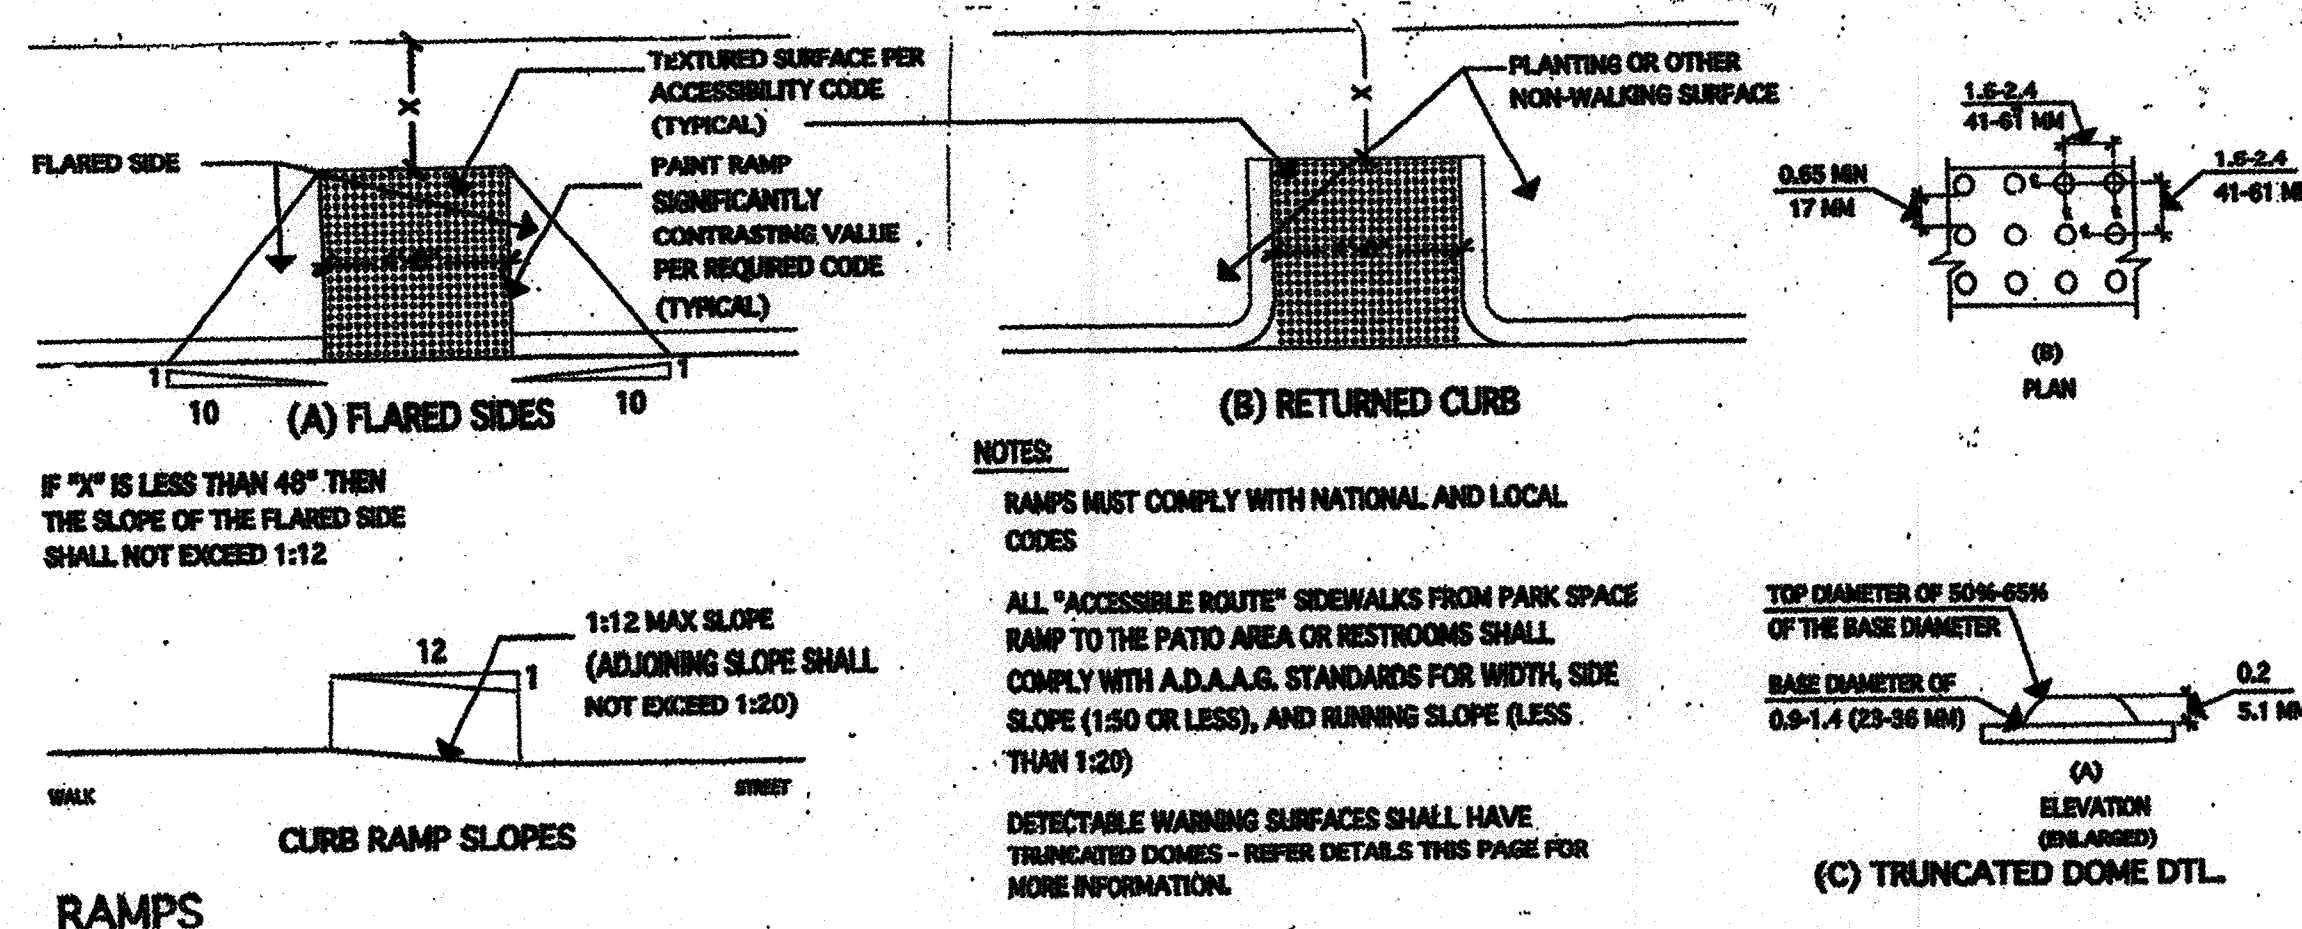 TEXTURED SURFACE PER
ACCESSIBILITY CODE
(TYPICAL)
FLARED SIDE
X
PAINT RAMP
SIGNIFICANTLY
CONTRASTING VALUE
PER REQUIRED CODE
(TYPICAL)
1
10
1
10
(A) FLARED SIDES
PLANTING OR OTHER
NON-WALKING SURFACE
X
(B) RETURNED CURB
1.6-2.4
41-61 MM
0.65 MIN
17 MM
1.6-2.4
41-61
(B)
PLAN
IF "X" IS LESS THAN 48" THEN
THE SLOPE OF THE FLARED SIDE
SHALL NOT EXCEED 1:12
12
1
1:12 MAX SLOPE
(ADJOINING SLOPE SHALL
NOT EXCEED 1:20)
WALK
STREET
CURB RAMP SLOPES
RAMPS
NOTES:
RAMPS MUST COMPLY WITH NATIONAL AND LOCAL
CODES
ALL "ACCESSIBLE ROUTE" SIDEWALKS FROM PARK SPACE
RAMP TO THE PATIO AREA OR RESTROOMS SHALL
COMPLY WITH A.D.A.A.G. STANDARDS FOR WIDTH, SIDE
SLOPE (1:50 OR LESS), AND RUNNING SLOPE (LESS
THAN 1:20)
DETECTABLE WARNING SURFACES SHALL HAVE
TRUNCATED DOMES - REFER DETAILS THIS PAGE FOR
MORE INFORMATION.
TOP DIAMETER OF 50%-65%
OF THE BASE DIAMETER
BASE DIAMETER OF
0.9-1.4 (23-36 MM)
0.2
5.1 MM
(A)
ELEVATION
(ENLARGED)
(C) TRUNCATED DOME DTL.